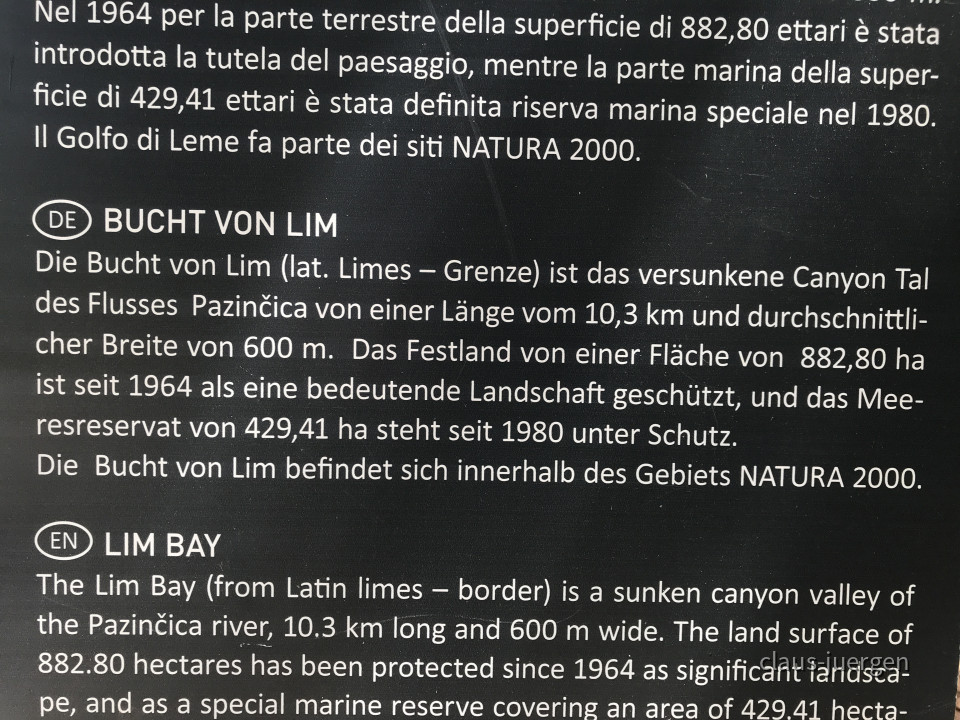 Nel 1964 per la parte terrestre della superficie di 882,80 ettari è stata
introdotta la tutela del paesaggio, mentre la parte marina della super-
ficie di 429,41 ettari è stata definita riserva marina speciale nel 1980.
Il Golfo di Leme fa parte dei siti NATURA 2000.
DE BUCHT VON LIM
Die Bucht von Lim (lat. Limes – Grenze) ist das versunkene Canyon Tal
des Flusses Pazinčica von einer Länge vom 10,3 km und durchschnittli-
cher Breite von 600 m. Das Festland von einer Fläche von 882,80 ha
ist seit 1964 als eine bedeutende Landschaft geschützt, und das Mee-
resreservat von 429,41 ha steht seit 1980 unter Schutz.
Die Bucht von Lim befindet sich innerhalb des Gebiets NATURA 2000.
EN LIM BAY
The Lim Bay (from Latin limes – border) is a sunken canyon valley of
the Pazinčica river, 10.3 km long and 600 m wide. The land surface of
882.80 hectares has been protected since 1964 as significant landsca-
pe, and as a special marine reserve covering an area of 429.41 hecta-
claus-juergen